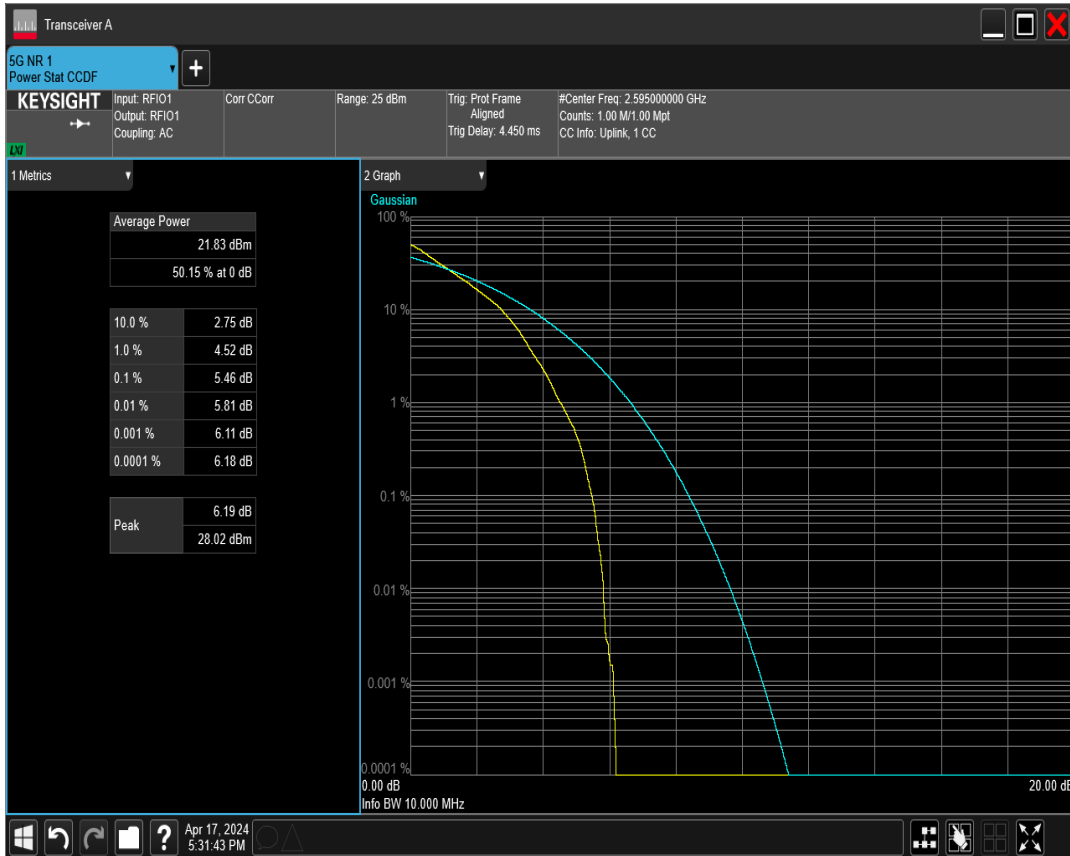 Transceiver A
5G NR 1
Power Stat CCDF
KEYSIGHT
LXI
Input: RFIO1
Output: RFIO1
Coupling: AC
Corr CCorr
Range: 25 dBm
Trig: Prot Frame
Aligned
Trig Delay: 4.450 ms
#Center Freq: 2.595000000 GHz
Counts: 1.00 M/1.00 Mpt
CC Info: Uplink, 1 CC
1 Metrics
Average Power
21.83 dBm
50.15 % at 0 dB
10.0 % 2.75 dB
1.0 % 4.52 dB
0.1 % 5.46 dB
0.01 % 5.81 dB
0.001 % 6.11 dB
0.0001 % 6.18 dB
Peak
6.19 dB
28.02 dBm
2 Graph
Gaussian
100 %
10 %
1 %
0.1 %
0.01 %
0.001 %
0.0001 %
0.00 dB 20.00 dB
Info BW 10.000 MHz
?
Apr 17, 2024
5:31:43 PM